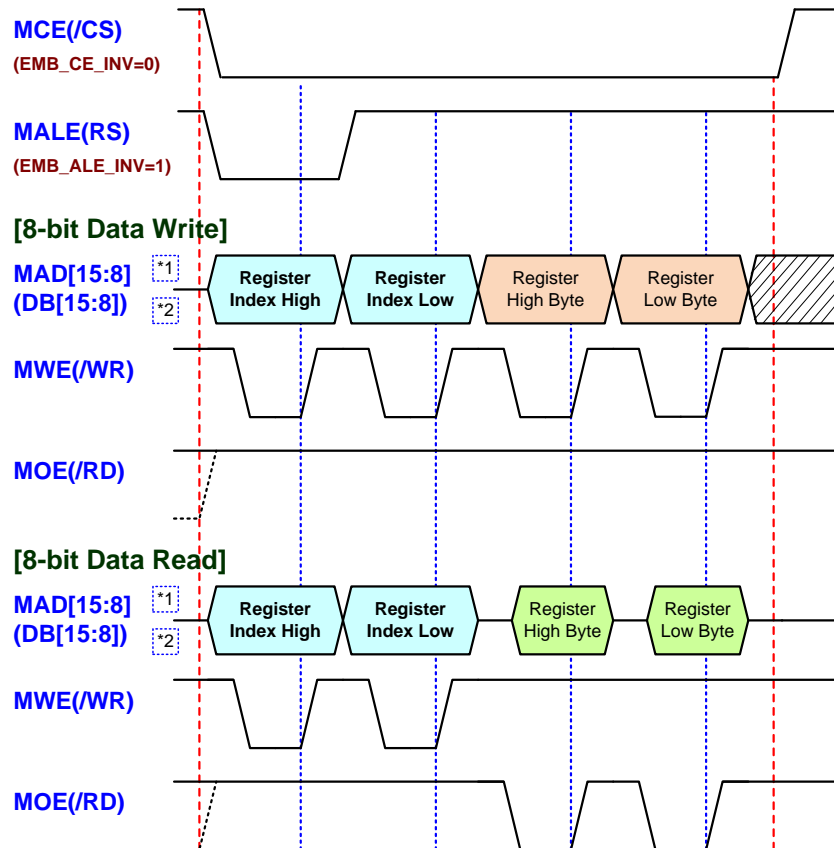 MCE(/CS)
(EMB_CE_INV=0)
MALE(RS)
(EMB_ALE_INV=1)
[8-bit Data Write]
MAD[15:8]
(DB[15:8])
*1
*2
Register
Index High
Register
Index Low
Register
High Byte
Register
Low Byte
MWE(/WR)
MOE(/RD)
[8-bit Data Read]
MAD[15:8]
(DB[15:8])
*1
*2
Register
Index High
Register
Index Low
Register
High Byte
Register
Low Byte
MWE(/WR)
MOE(/RD)